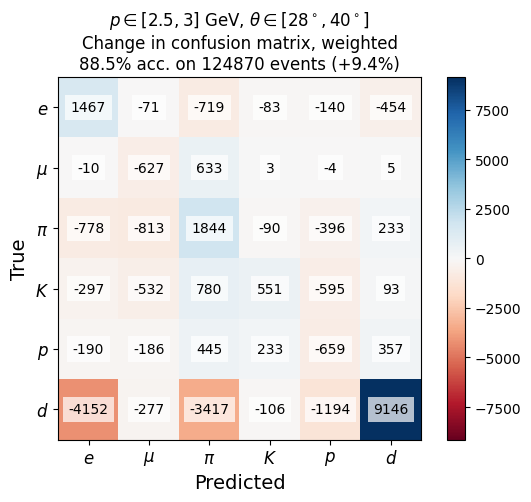 p ∈ [2.5, 3] GeV, θ ∈ [28°, 40°]
Change in confusion matrix, weighted
88.5% acc. on 124870 events (+9.4%)
True
e 1467 -71 -719 -83 -140 -454
μ -10 -627 633 3 -4 5
π -778 -813 1844 -90 -396 233
K -297 -532 780 551 -595 93
p -190 -186 445 233 -659 357
d -4152 -277 -3417 -106 -1194 9146
e μ π K p d
Predicted
7500
5000
2500
0
−2500
−5000
−7500